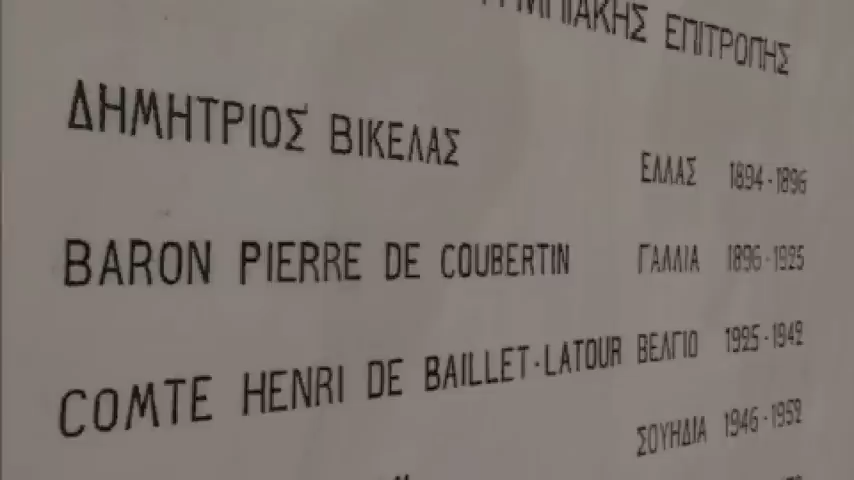 ΕΠΙΤΡΟΠΗΣ
ΔΗΜΗΤΡΙΟΣ ΒΙΚΕΛΑΣ ΕΛΛΑΣ 1894-1896
BARON PIERRE DE COUBERTIN ΓΑΛΛΙΑ 1896-1925
COMTE HENRI DE BAILLET-LATOUR ΒΕΛΓΙΟ 1925-1942
ΣΟΥΗΔΙΑ 1946-1952